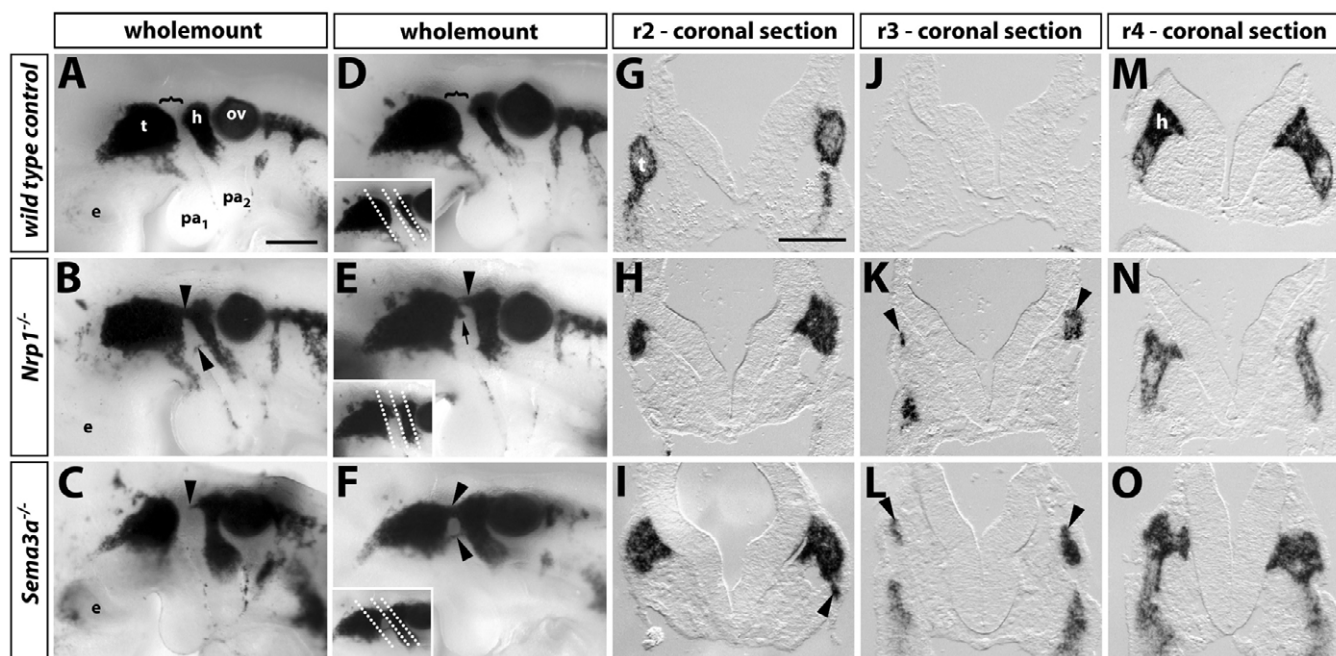 wholemount wholemount r2 - coronal section r3 - coronal section r4 - coronal section
wild type control
A t h ov e pa1 pa2
D
G t
J
M h
Nrp1-/-
B e
E
H
K
N
Sema3a-/-
C e
F
I
L
O